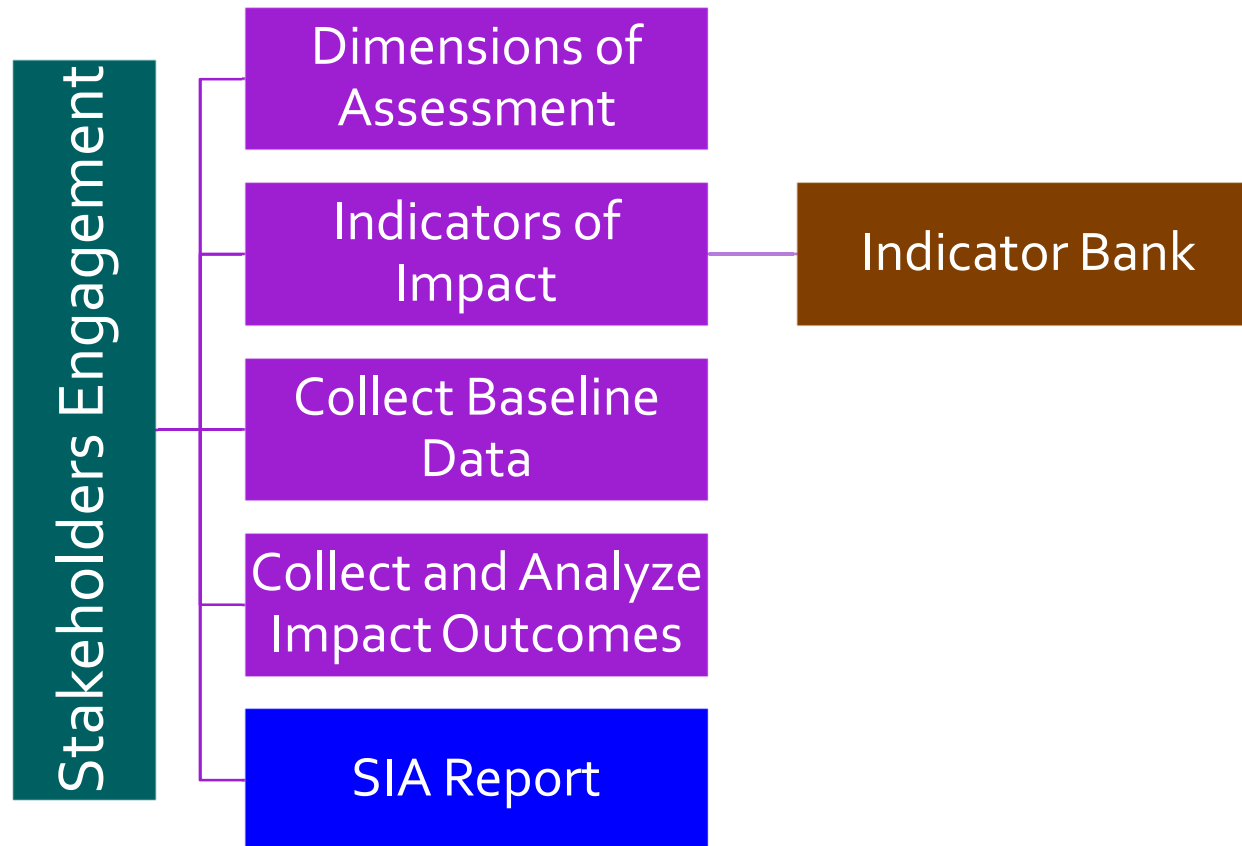 Stakeholders Engagement
Dimensions of
Assessment
Indicators of
Impact
Indicator Bank
Collect Baseline
Data
Collect and Analyze
Impact Outcomes
SIA Report